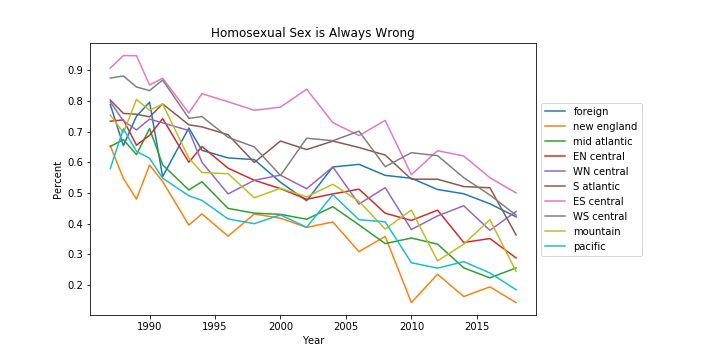 Homosexual Sex is Always Wrong
Percent
0.9
0.8
0.7
0.6
0.5
0.4
0.3
0.2
1990
1995
2000
2005
2010
2015
Year
foreign
new england
mid atlantic
EN central
WN central
S atlantic
ES central
WS central
mountain
pacific